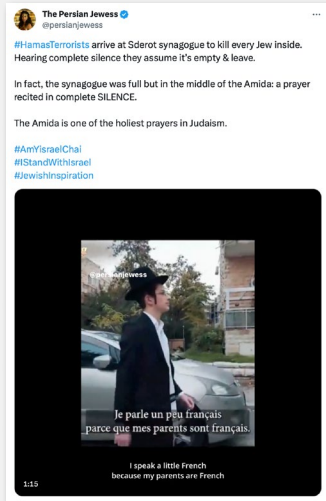 The Persian Jewess
@persianjewess
#HamasTerrorists arrive at Sderot synagogue to kill every Jew inside.
Hearing complete silence they assume it's empty & leave.
In fact, the synagogue was full but in the middle of the Amida: a prayer
recited in complete SILENCE.
The Amida is one of the holiest prayers in Judaism.
#AmYisraelChai
#IStandWithIsrael
#JewishInspiration
@persianjewess
Je parle un peu français
parce que mes parents sont français.
I speak a little French
because my parents are French
1:15